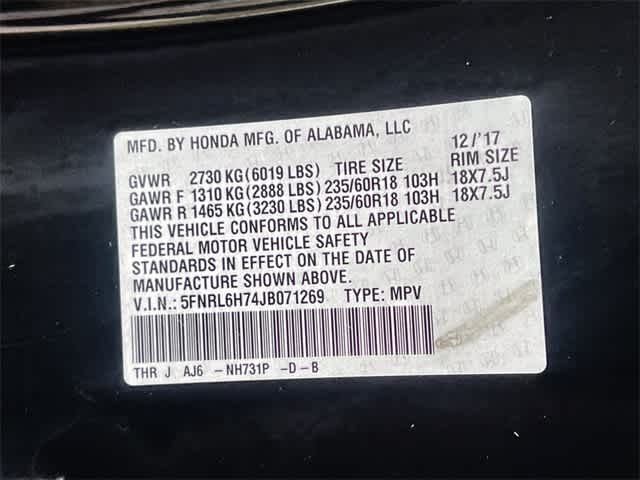 MFD. BY HONDA MFG. OF ALABAMA, LLC
12/'17
GVWR 2730 KG (6019 LBS) TIRE SIZE RIM SIZE
GAWR F 1310 KG (2888 LBS) 235/60R18 103H 18X7.5J
GAWR R 1465 KG (3230 LBS) 235/60R18 103H 18X7.5J
THIS VEHICLE CONFORMS TO ALL APPLICABLE
FEDERAL MOTOR VEHICLE SAFETY
STANDARDS IN EFFECT ON THE DATE OF
MANUFACTURE SHOWN ABOVE.
V.I.N.: 5FNRL6H74JB071269 TYPE: MPV
THR J AJ6 -NH731P -D-B